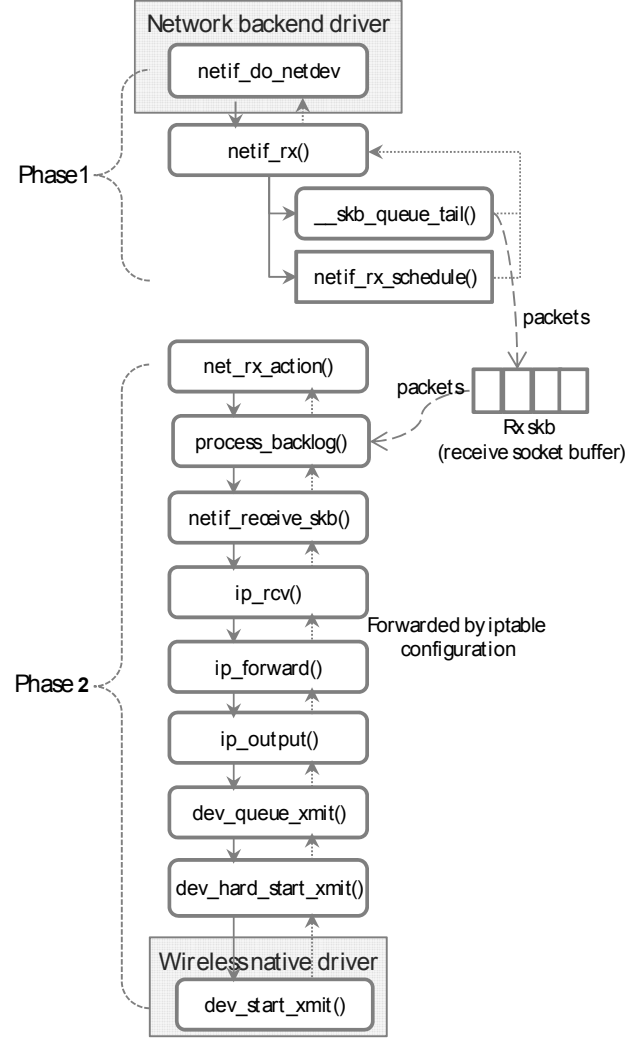 Network backend driver
netif_do_netdev
netif_rx()
Phase1
__skb_queue_tail()
netif_rx_schedule()
packets
net_rx_action()
packets
Rx skb
(receive socket buffer)
process_backlog()
netif_receive_skb()
ip_rcv()
Forwarded by iptable
configuration
ip_forward()
Phase 2
ip_output()
dev_queue_xmit()
dev_hard_start_xmit()
Wireless native driver
dev_start_xmit()